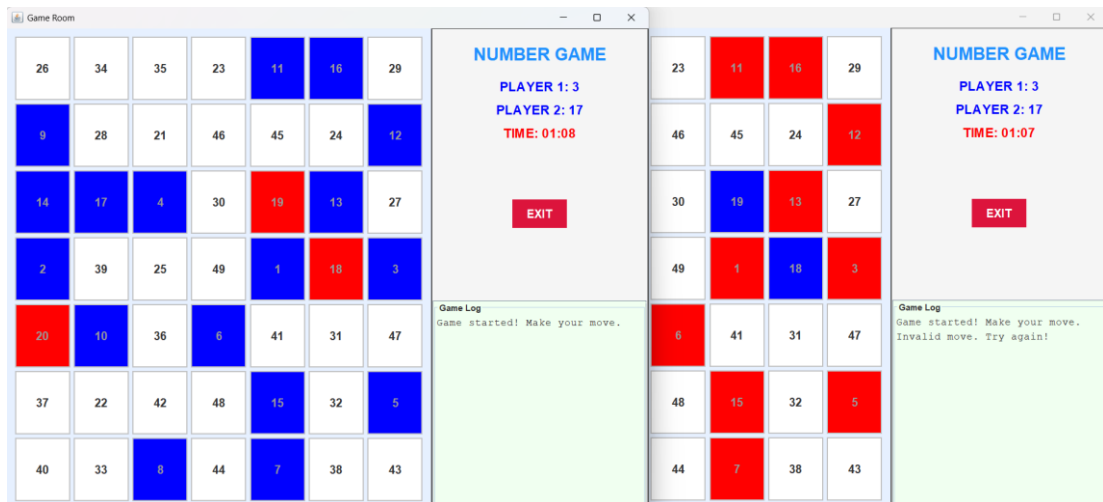 Game Room
26 34 35 23 11 16 29
9 28 21 46 45 24 12
14 17 4 30 19 13 27
2 39 25 49 1 18 3
20 10 36 6 41 31 47
37 22 42 48 15 32 5
40 33 8 44 7 38 43
NUMBER GAME
PLAYER 1: 3
PLAYER 2: 17
TIME: 01:08
EXIT
Game Log
Game started! Make your move.
23 11 16 29
46 45 24 12
30 19 13 27
49 1 18 3
6 41 31 47
48 15 32 5
44 7 38 43
NUMBER GAME
PLAYER 1: 3
PLAYER 2: 17
TIME: 01:07
EXIT
Game Log
Game started! Make your move.
Invalid move. Try again!